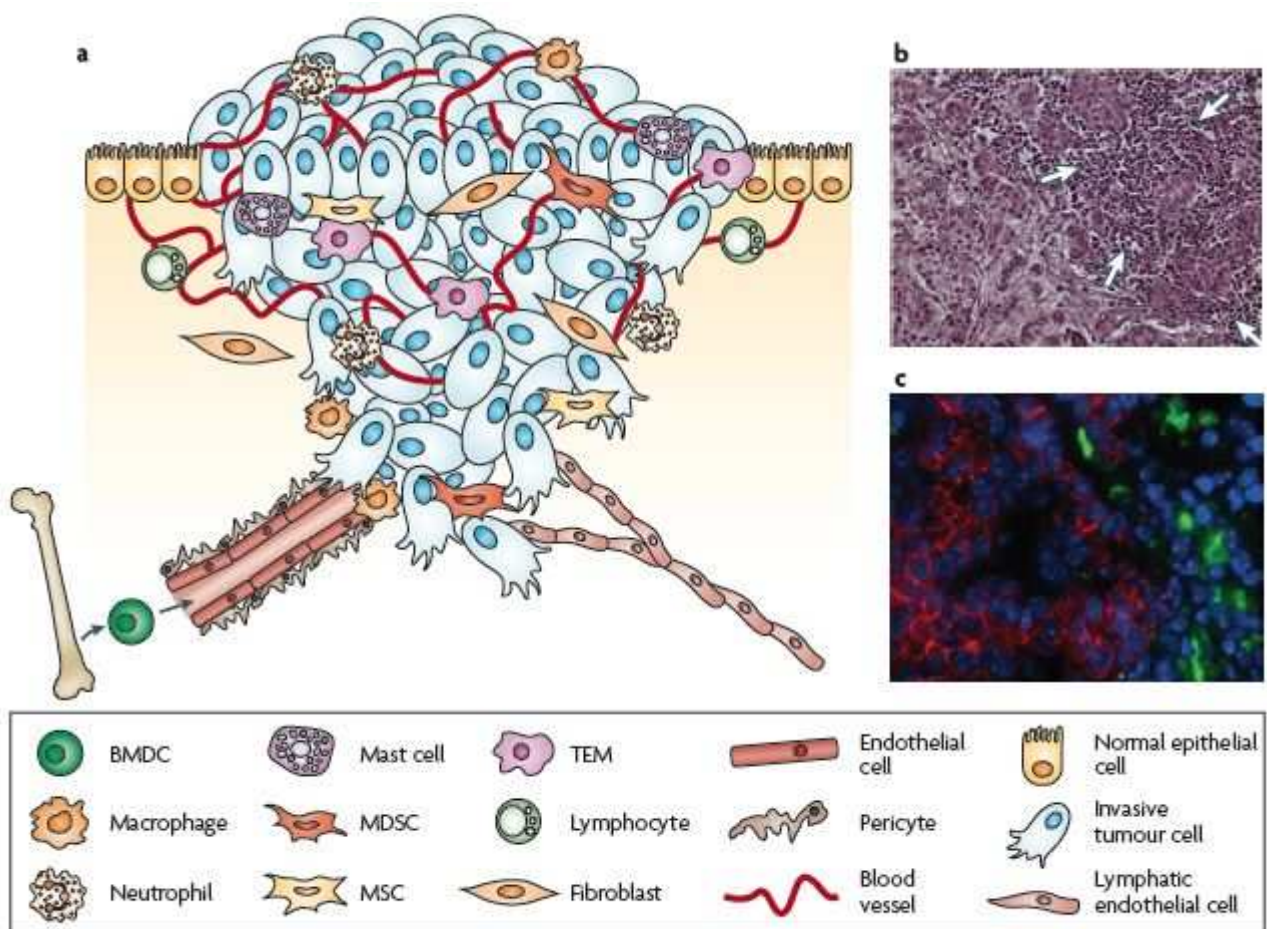 a
b
c
BMDC
Mast cell
TEM
Endothelial
cell
Normal epithelial
cell
Macrophage
MDSC
Lymphocyte
Pericyte
Invasive
tumour cell
Neutrophil
MSC
Fibroblast
Blood
vessel
Lymphatic
endothelial cell